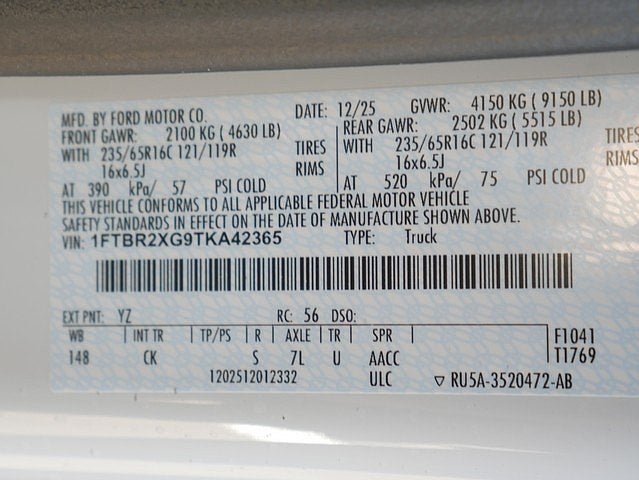 MFD. BY FORD MOTOR CO. DATE: 12/25 GVWR: 4150 KG ( 9150 LB)
FRONT GAWR: 2100 KG ( 4630 LB) REAR GAWR: 2502 KG ( 5515 LB)
WITH 235/65R16C 121/119R TIRES WITH 235/65R16C 121/119R TIRES
16x6.5J RIMS 16x6.5J RIMS
AT 390 kPa/ 57 PSI COLD AT 520 kPa/ 75 PSI COLD
THIS VEHICLE CONFORMS TO ALL APPLICABLE FEDERAL MOTOR VEHICLE
SAFETY STANDARDS IN EFFECT ON THE DATE OF MANUFACTURE SHOWN ABOVE.
VIN: 1FTBR2XG9TKA42365 TYPE: Truck
EXT PNT: YZ RC: 56 DSO:
WB | INT TR | TP/PS | R | AXLE | TR | SPR F1041
148 CK S 7L U AACC T1769
1202512012332 ULC ▽ RU5A-3520472-AB